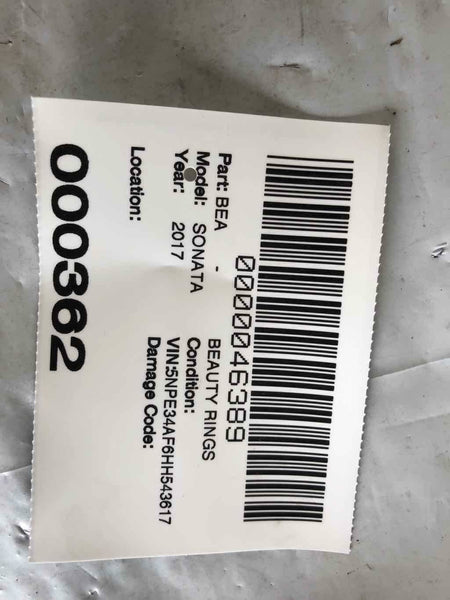 0000046389
Part: BEA - BEAUTY RINGS
Model: SONATA Condition:
Year: 2017 VIN:5NPE34AF6HH543617
Damage Code:
Location:
000362